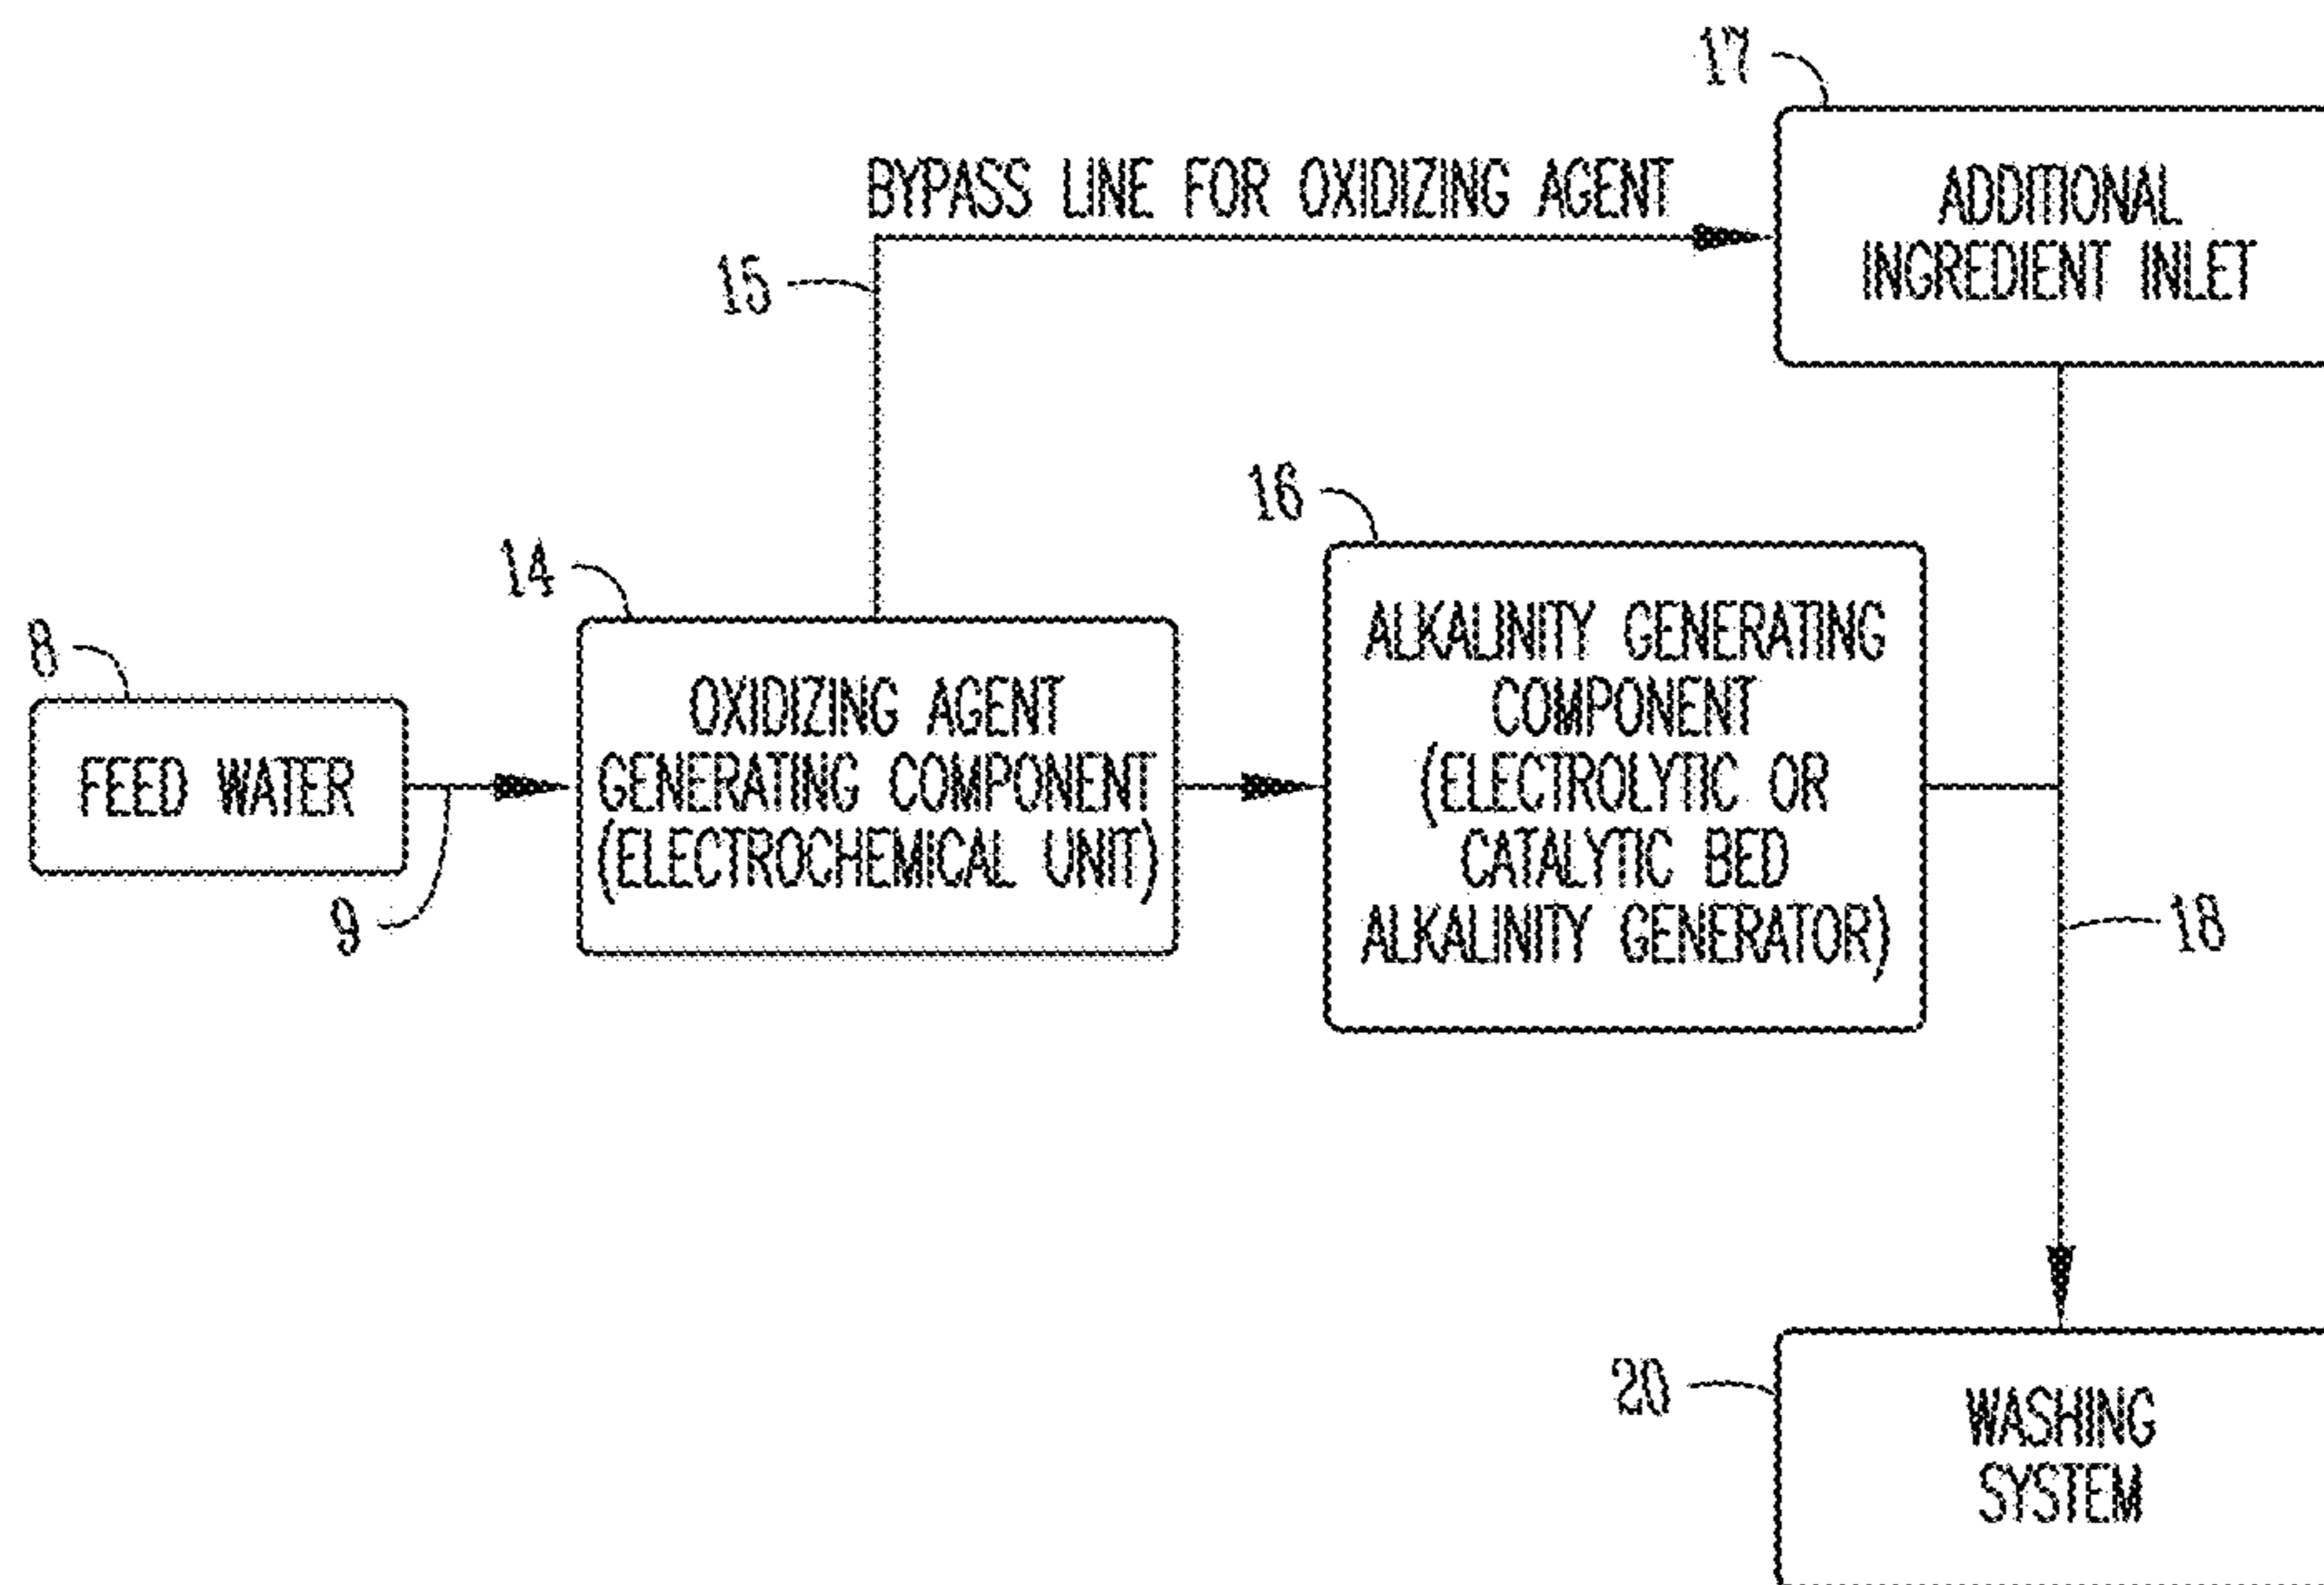 17
BYPASS LINE FOR OXIDIZING AGENT
ADDITIONAL
INGREDIENT INLET
15
16
14
8
FEED WATER
9
OXIDIZING AGENT
GENERATING COMPONENT
(ELECTROCHEMICAL UNIT)
ALKALINITY GENERATING
COMPONENT
(ELECTROLYTIC OR
CATALYTIC BED
ALKALINITY GENERATOR)
18
20
WASHING
SYSTEM